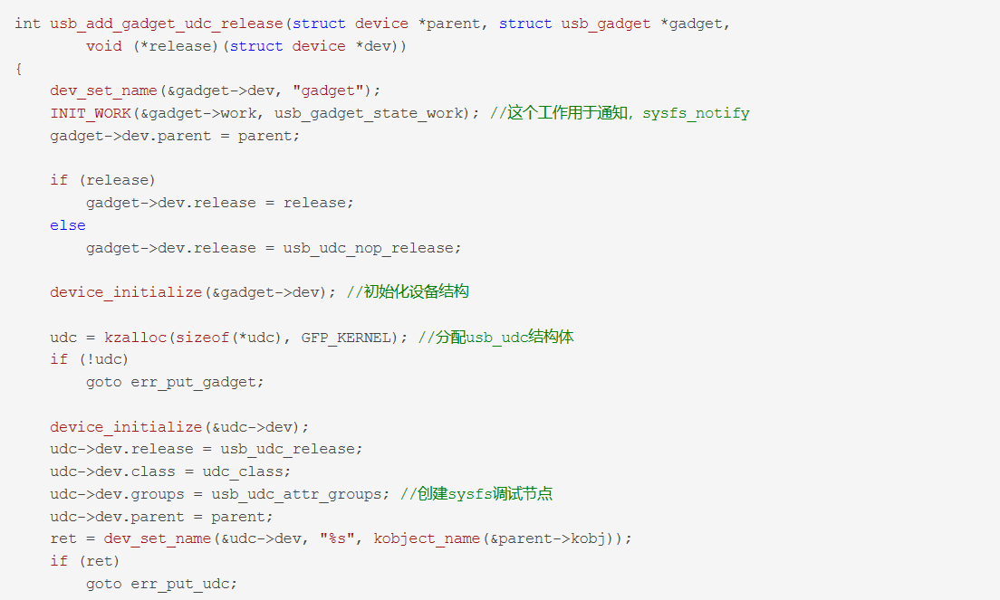 int usb_add_gadget_udc_release(struct device *parent, struct usb_gadget *gadget,
        void (*release)(struct device *dev))
{
    dev_set_name(&gadget->dev, "gadget");
    INIT_WORK(&gadget->work, usb_gadget_state_work); //这个工作用于通知，sysfs_notify
    gadget->dev.parent = parent;

    if (release)
        gadget->dev.release = release;
    else
        gadget->dev.release = usb_udc_nop_release;

    device_initialize(&gadget->dev); //初始化设备结构

    udc = kzalloc(sizeof(*udc), GFP_KERNEL); //分配usb_udc结构体
    if (!udc)
        goto err_put_gadget;

    device_initialize(&udc->dev);
    udc->dev.release = usb_udc_release;
    udc->dev.class = udc_class;
    udc->dev.groups = usb_udc_attr_groups; //创建sysfs调试节点
    udc->dev.parent = parent;
    ret = dev_set_name(&udc->dev, "%s", kobject_name(&parent->kobj));
    if (ret)
        goto err_put_udc;